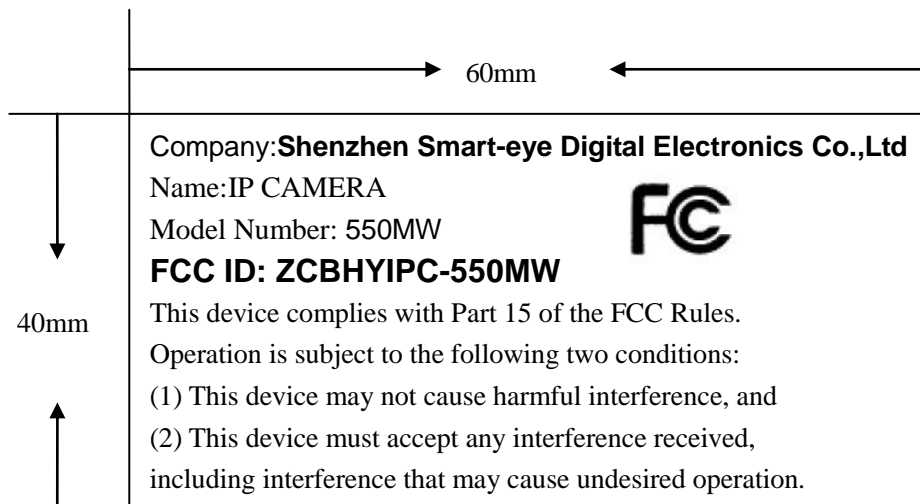 60mm
Company:Shenzhen Smart-eye Digital Electronics Co.,Ltd
Name:IP CAMERA
FC
Model Number: 550MW
FCC ID: ZCBHYIPC-550MW
40mm
This device complies with Part 15 of the FCC Rules.
Operation is subject to the following two conditions:
(1) This device may not cause harmful interference, and
(2) This device must accept any interference received,
including interference that may cause undesired operation.